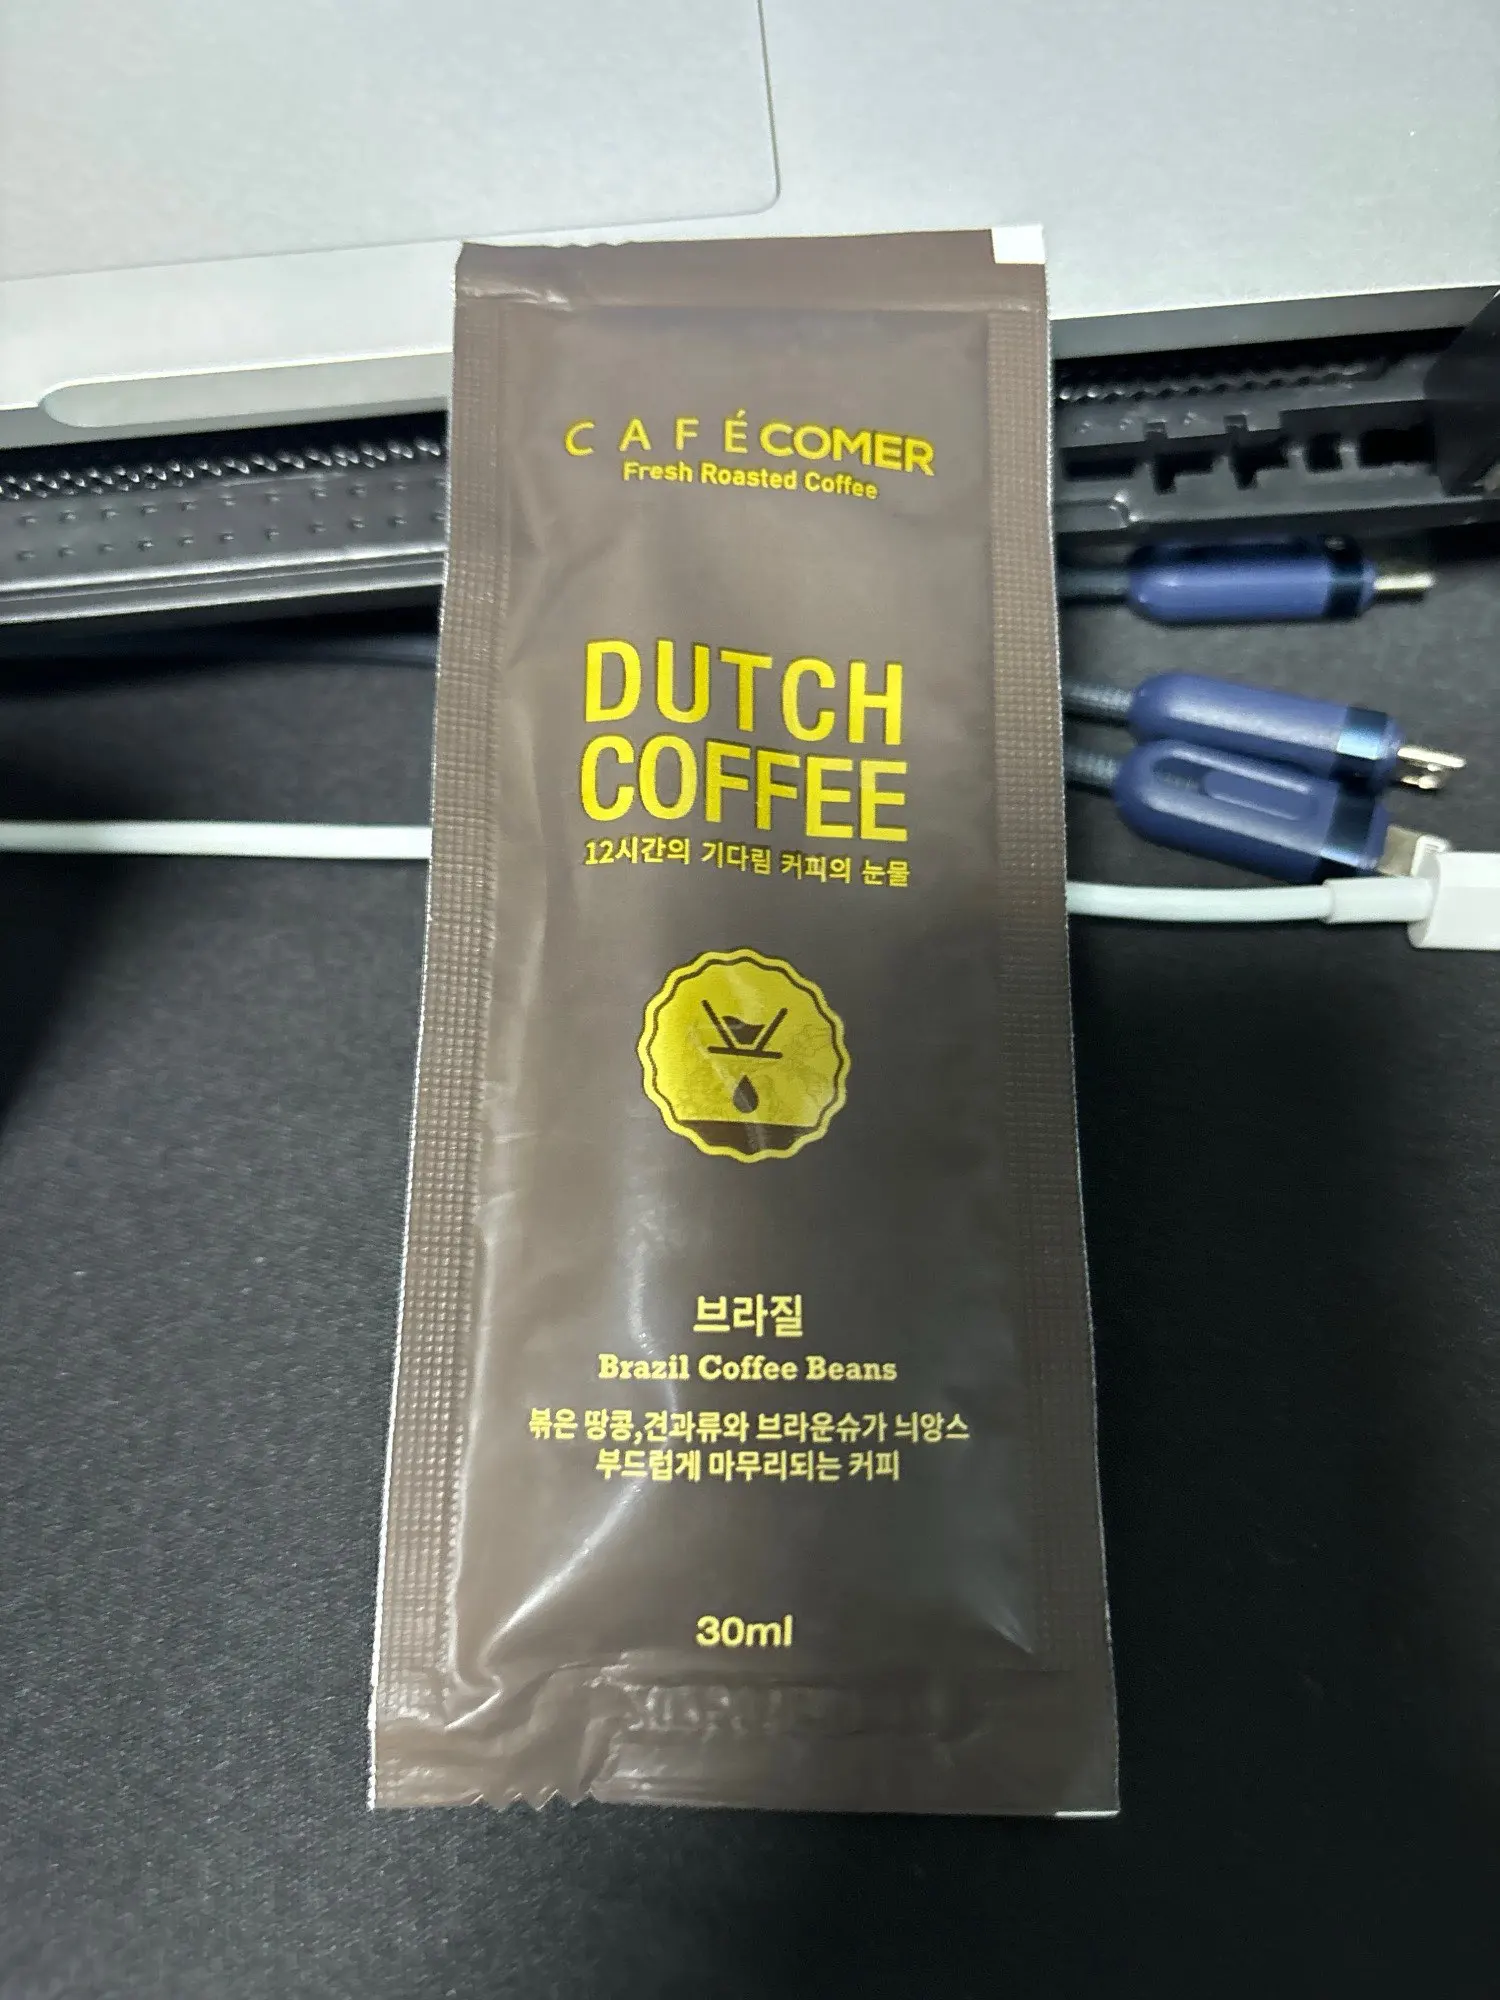 CAFÉ COMER
Fresh Roasted Coffee
DUTCH
COFFEE
12시간의 기다림 커피의 눈물
브라질
Brazil Coffee Beans
볶은 땅콩,견과류와 브라운슈가 늬앙스
부드럽게 마무리되는 커피
30ml